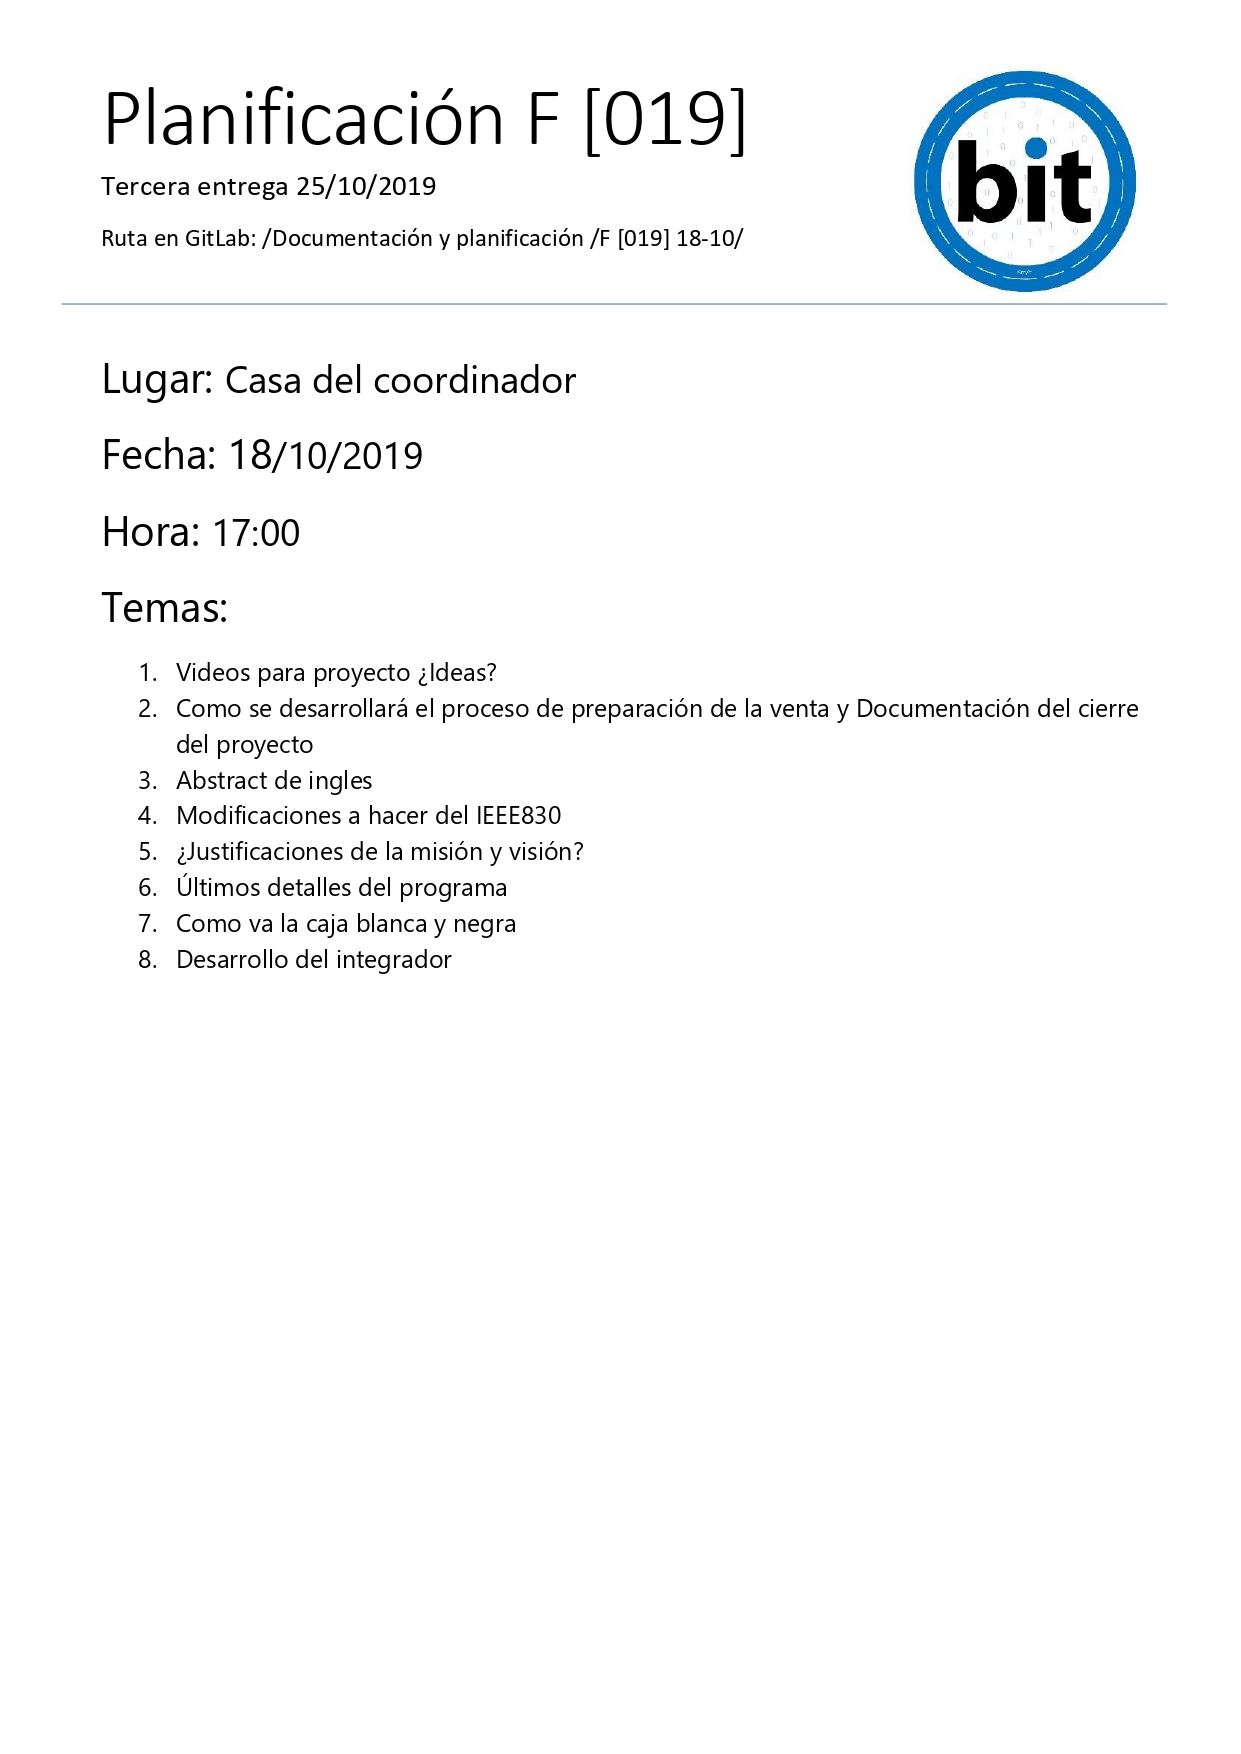 Planificación F [019]
Tercera entrega 25/10/2019
Ruta en GitLab: /Documentación y planificación /F [019] 18-10/
bit
Lugar: Casa del coordinador
Fecha: 18/10/2019
Hora: 17:00
Temas:
1. Videos para proyecto ¿Ideas?
2. Como se desarrollará el proceso de preparación de la venta y Documentación del cierre
del proyecto
3. Abstract de ingles
4. Modificaciones a hacer del IEEE830
5. ¿Justificaciones de la misión y visión?
6. Últimos detalles del programa
7. Como va la caja blanca y negra
8. Desarrollo del integrador